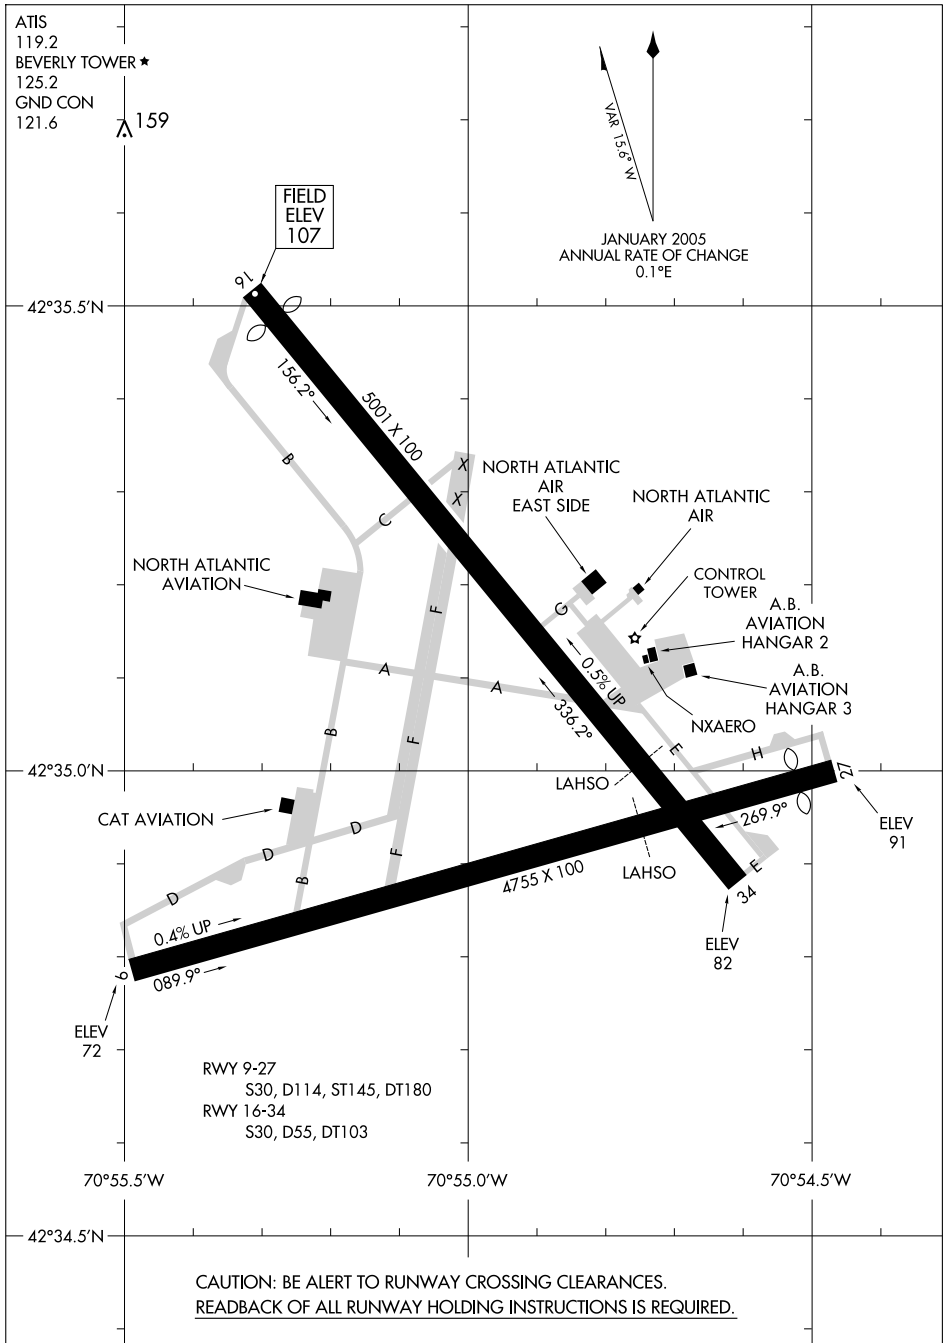 ATIS
119.2
BEVERLY TOWER ★
125.2
GND CON
121.6
159
VAR 15.6° W
JANUARY 2005
ANNUAL RATE OF CHANGE
0.1°E
FIELD
ELEV
107
16
42°35.5'N
156.2°
5001 X 100
B
X
X
C
NORTH ATLANTIC
AIR
EAST SIDE
NORTH ATLANTIC
AIR
NORTH ATLANTIC
AVIATION
CONTROL
TOWER
A.B.
AVIATION
HANGAR 2
F
G
A
A
0.5% UP
336.2°
A.B.
AVIATION
HANGAR 3
NXAERO
B
F
E
H
42°35.0'N
LAHSO
27
CAT AVIATION
D
D
D
269.9°
ELEV
91
B
F
4755 X 100
LAHSO
E
34
0.4% UP
089.9°
9
ELEV
82
ELEV
72
RWY 9-27
S30, D114, ST145, DT180
RWY 16-34
S30, D55, DT103
70°55.5'W
70°55.0'W
70°54.5'W
42°34.5'N
CAUTION: BE ALERT TO RUNWAY CROSSING CLEARANCES.
READBACK OF ALL RUNWAY HOLDING INSTRUCTIONS IS REQUIRED.